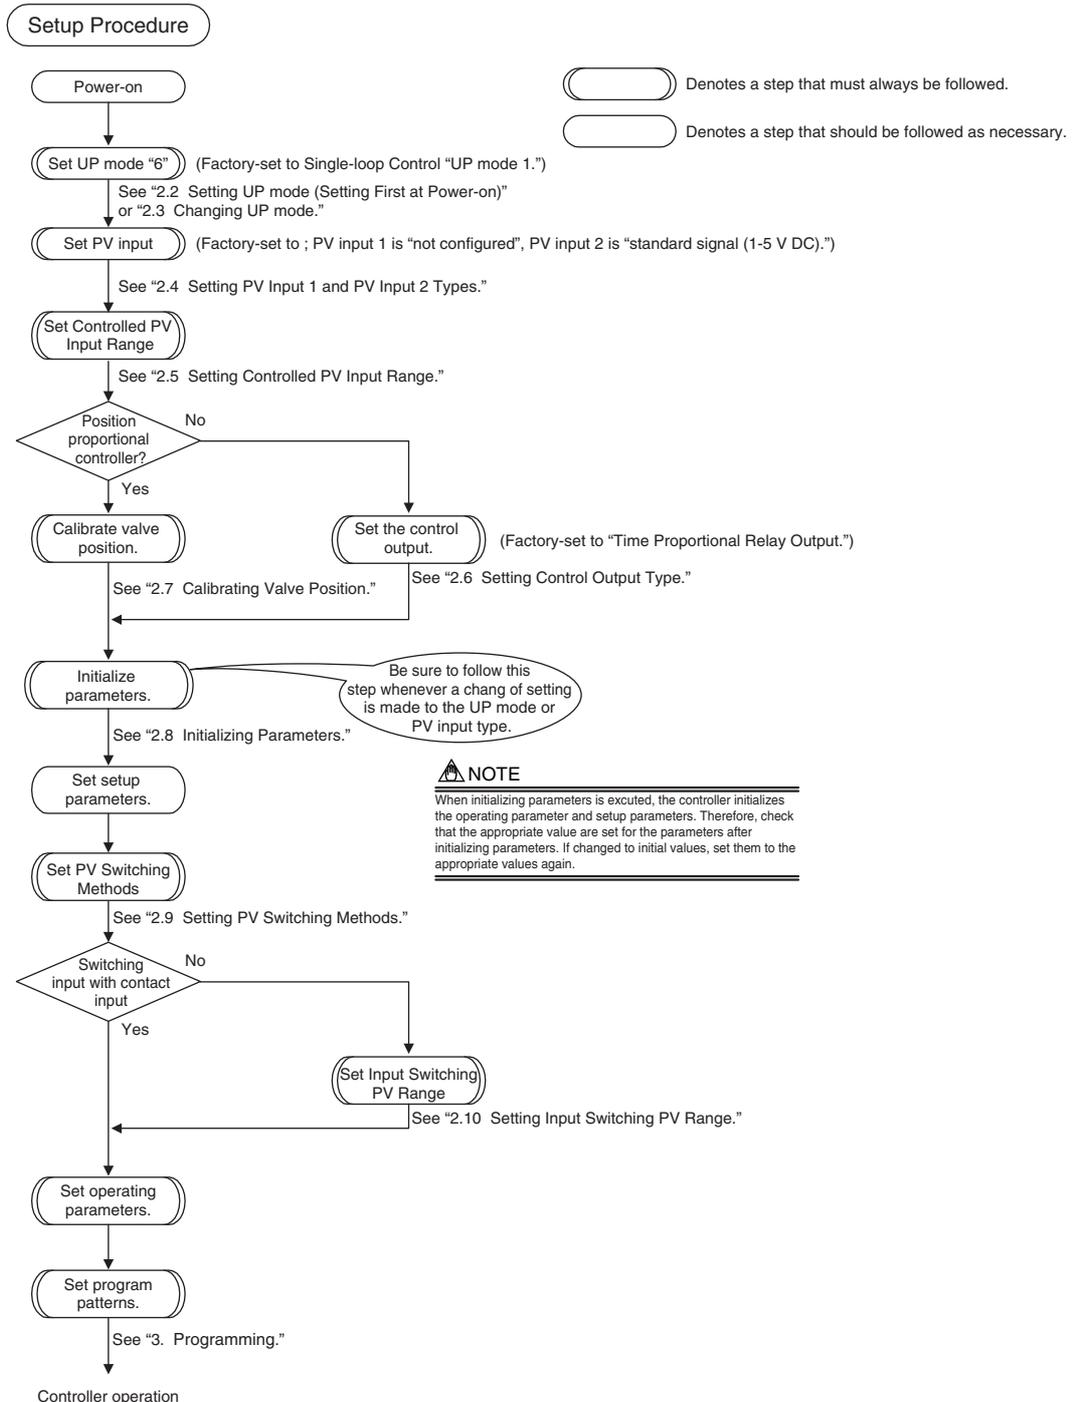 Setup Procedure
Power-on
Denotes a step that must always be followed.
Denotes a step that should be followed as necessary.
Set UP mode “6”
(Factory-set to Single-loop Control “UP mode 1.”)
See “2.2  Setting UP mode (Setting First at Power-on)”
or “2.3  Changing UP mode.”
Set PV input
(Factory-set to ; PV input 1 is “not configured”, PV input 2 is “standard signal (1-5 V DC).”)
See “2.4  Setting PV Input 1 and PV Input 2 Types.”
Set Controlled PV
Input Range
See “2.5  Setting Controlled PV Input Range.”
Position
proportional
controller?
No
Yes
Calibrate valve
position.
Set the control
output.
(Factory-set to “Time Proportional Relay Output.”)
See “2.7  Calibrating Valve Position.”
See “2.6  Setting Control Output Type.”
Initialize
parameters.
Be sure to follow this
step whenever a chang of setting
is made to the UP mode or
PV input type.
See “2.8  Initializing Parameters.”
Set setup
parameters.
NOTE
When initializing parameters is excuted, the controller initializes
the operating parameter and setup parameters. Therefore, check
that the appropriate value are set for the parameters after
initializing parameters. If changed to initial values, set them to the
appropriate values again.
Set PV Switching
Methods
See “2.9  Setting PV Switching Methods.”
Switching
input with contact
input
No
Yes
Set Input Switching
PV Range
See “2.10  Setting Input Switching PV Range.”
Set operating
parameters.
Set program
patterns.
See “3.  Programming.”
Controller operation